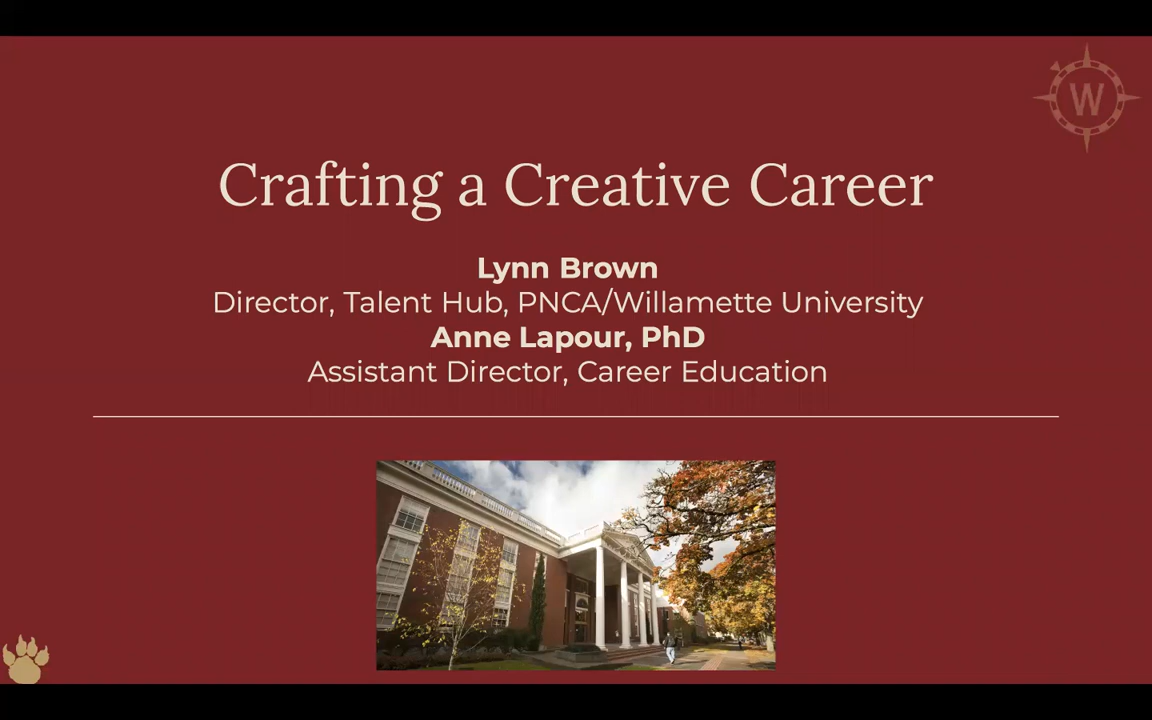 W
Crafting a Creative Career
Lynn Brown
Director, Talent Hub, PNCA/Willamette University
Anne Lapour, PhD
Assistant Director, Career Education